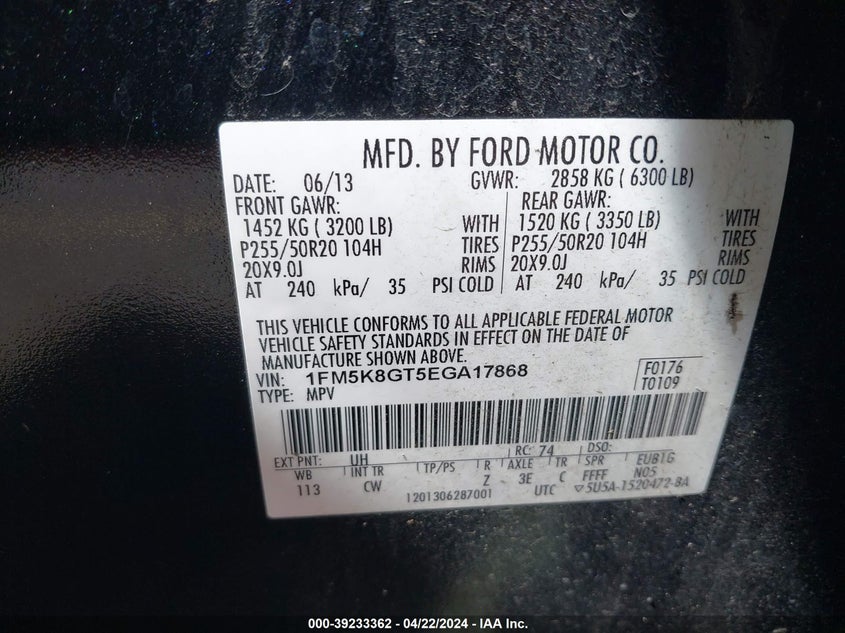 MFD. BY FORD MOTOR CO.
DATE: 06/13 GVWR: 2858 KG ( 6300 LB)
FRONT GAWR: REAR GAWR:
1452 KG ( 3200 LB) WITH 1520 KG ( 3350 LB) WITH
P255/50R20 104H TIRES P255/50R20 104H TIRES
20X9.0J RIMS 20X9.0J RIMS
AT 240 kPa/ 35 PSI COLD AT 240 kPa/ 35 PSI COLD
THIS VEHICLE CONFORMS TO ALL APPLICABLE FEDERAL MOTOR
VEHICLE SAFETY STANDARDS IN EFFECT ON THE DATE OF
MANUFACTURE SHOWN ABOVE.
VIN: 1FM5K8GT5EGA17868 F0176
TYPE: MPV T0109
EXT PNT: UH RC: 74 DSO:
WB INT TR TP/PS R AXLE TR SPR EUB1G
113 CW Z 3E C FFFF N05
1201306287001 UTC ▽5U5A-1520472-BA
000-39233362 - 04/22/2024 - IAA Inc.